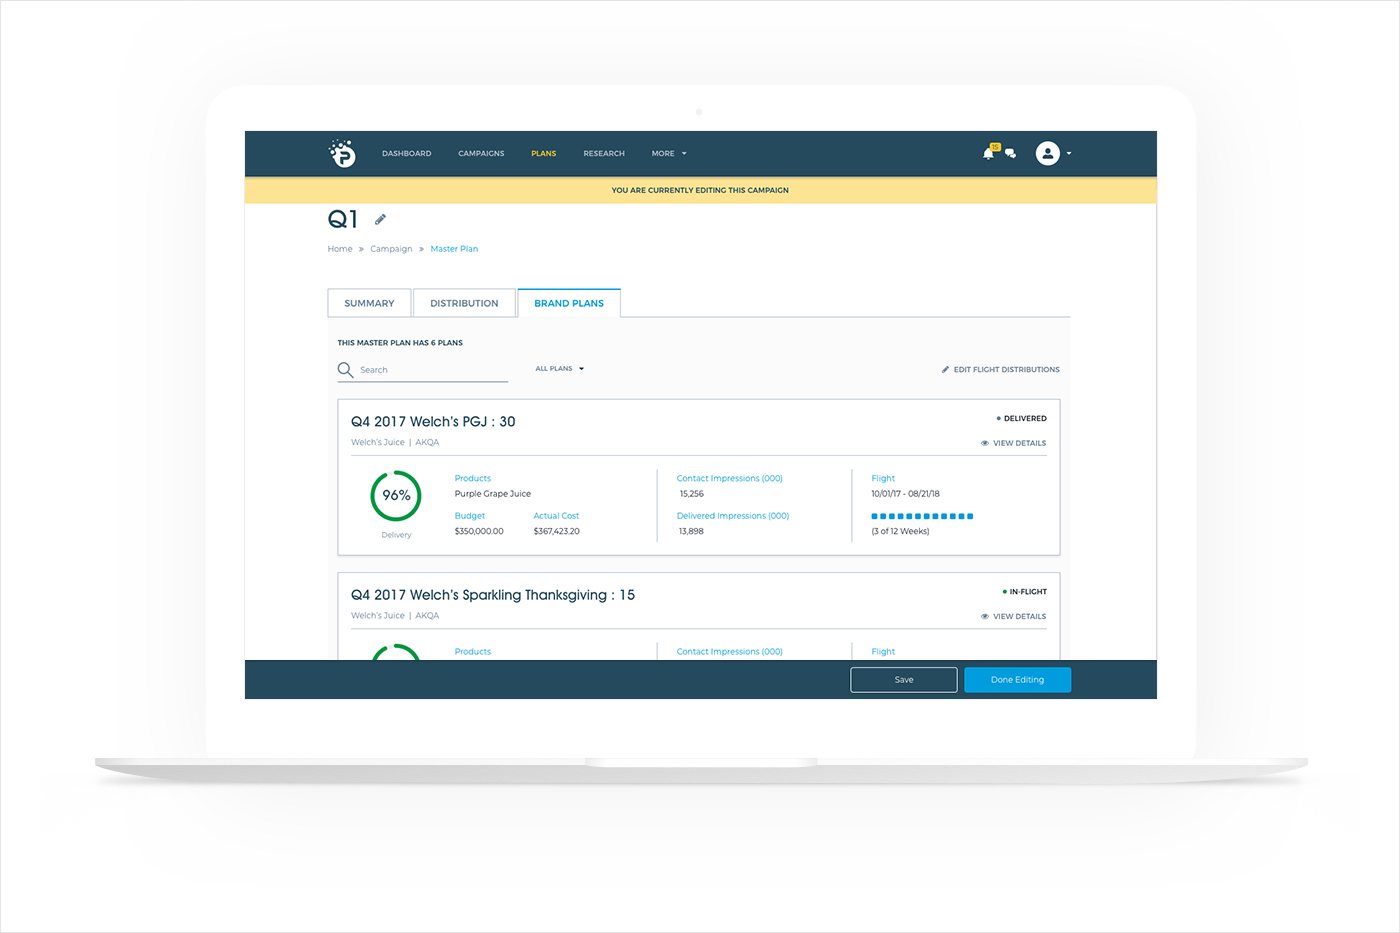 P
DASHBOARD CAMPAIGNS PLANS RESEARCH MORE 15
YOU ARE CURRENTLY EDITING THIS CAMPAIGN
Q1
Home » Campaign » Master Plan
SUMMARY DISTRIBUTION BRAND PLANS
THIS MASTER PLAN HAS 6 PLANS
Search ALL PLANS EDIT FLIGHT DISTRIBUTIONS
Q4 2017 Welch's PGJ : 30 DELIVERED
Welch's Juice | AKQA VIEW DETAILS
Products Contact Impressions (000) Flight
96% Purple Grape Juice 15,256 10/01/17 - 08/21/18
Budget Actual Cost Delivered Impressions (000)
Delivery $350,000.00 $367,423.20 13,898 (3 of 12 Weeks)
Q4 2017 Welch's Sparkling Thanksgiving : 15 IN-FLIGHT
Welch's Juice | AKQA VIEW DETAILS
Products Contact Impressions (000) Flight
Save Done Editing